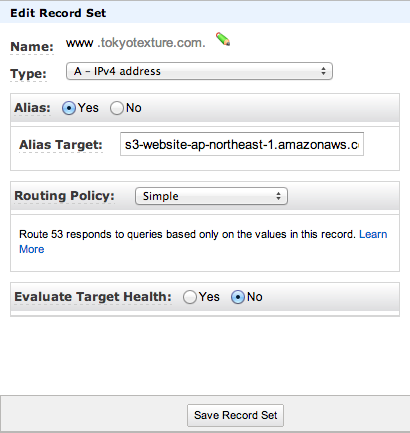 Edit Record Set
Name: www .tokyotexture.com.
Type: A – IPv4 address
Alias: Yes No
Alias Target: s3-website-ap-northeast-1.amazonaws.c
Routing Policy: Simple
Route 53 responds to queries based only on the values in this record. Learn
More
Evaluate Target Health: Yes No
Save Record Set